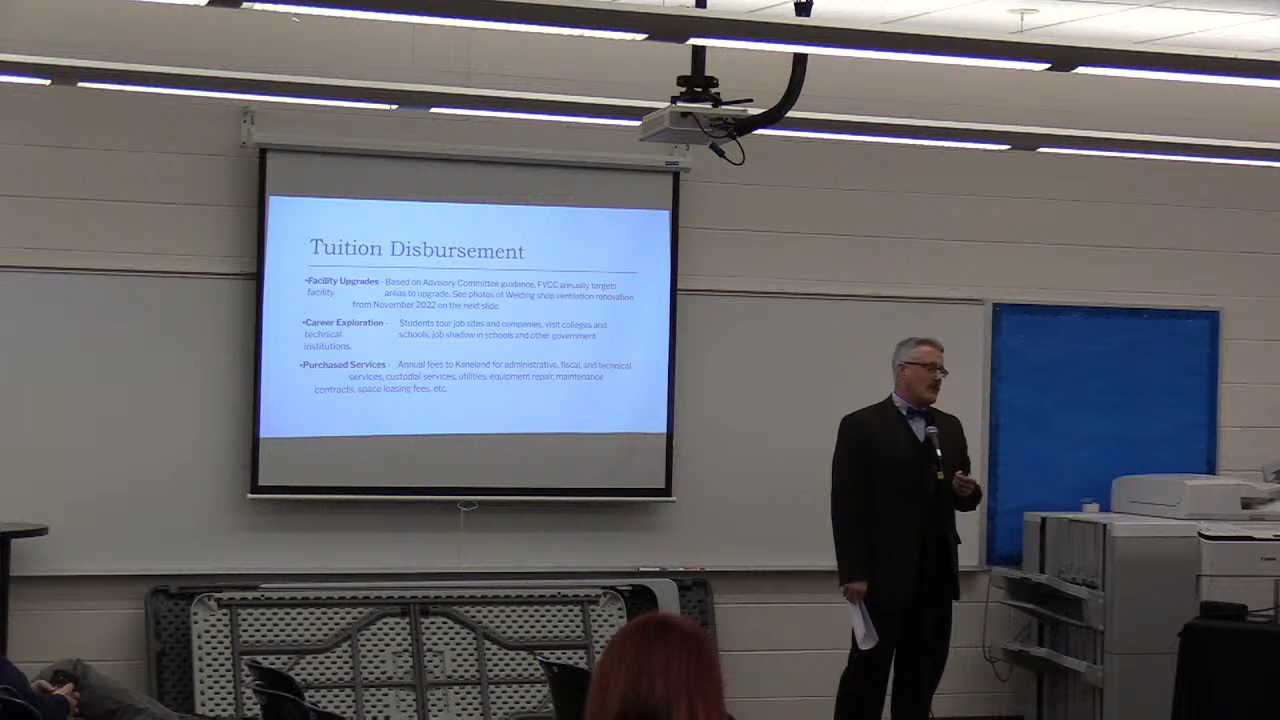 Tuition Disbursement
•Facility Upgrades - Based on Advisory Committee guidance, FVCC annually targets
facility areas to upgrade. See photos of Welding shop ventilation renovation
from November 2022 on the next slide.
•Career Exploration - Students tour job sites and companies, visit colleges and
technical schools, job shadow in schools and other government
institutions.
•Purchased Services - Annual fees to Kaneland for administrative, fiscal, and technical
services, custodial services, utilities, equipment repair, maintenance
contracts, space leasing fees, etc.
Canon